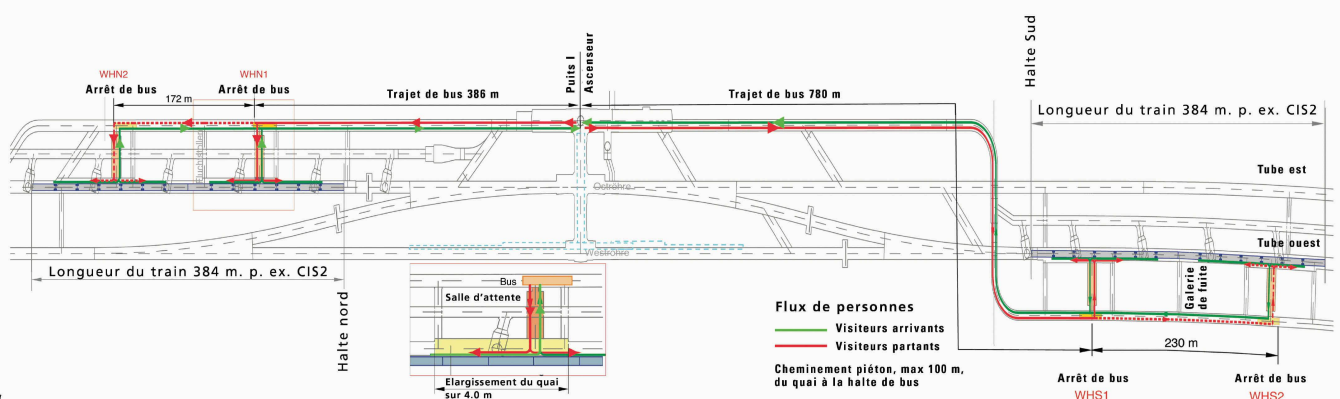 WHN2
Arrêt de bus
172 m
WHN1
Arrêt de bus
Trajet de bus 386 m
Puits I
Ascenseur
Trajet de bus 780 m
Halte Sud
Longueur du train 384 m. p. ex. CIS2
Tube est
Oströhre
Tube ouest
Weströhre
Longueur du train 384 m. p. ex. CIS2
Halte nord
Bus
Salle d'attente
Elargissement du quai
sur 4.0 m
Flux de personnes
Visiteurs arrivants
Visiteurs partants
Cheminement piéton, max 100 m,
du quai à la halte de bus
Galerie
de fuite
230 m
Arrêt de bus
WHS1
Arrêt de bus
WHS2